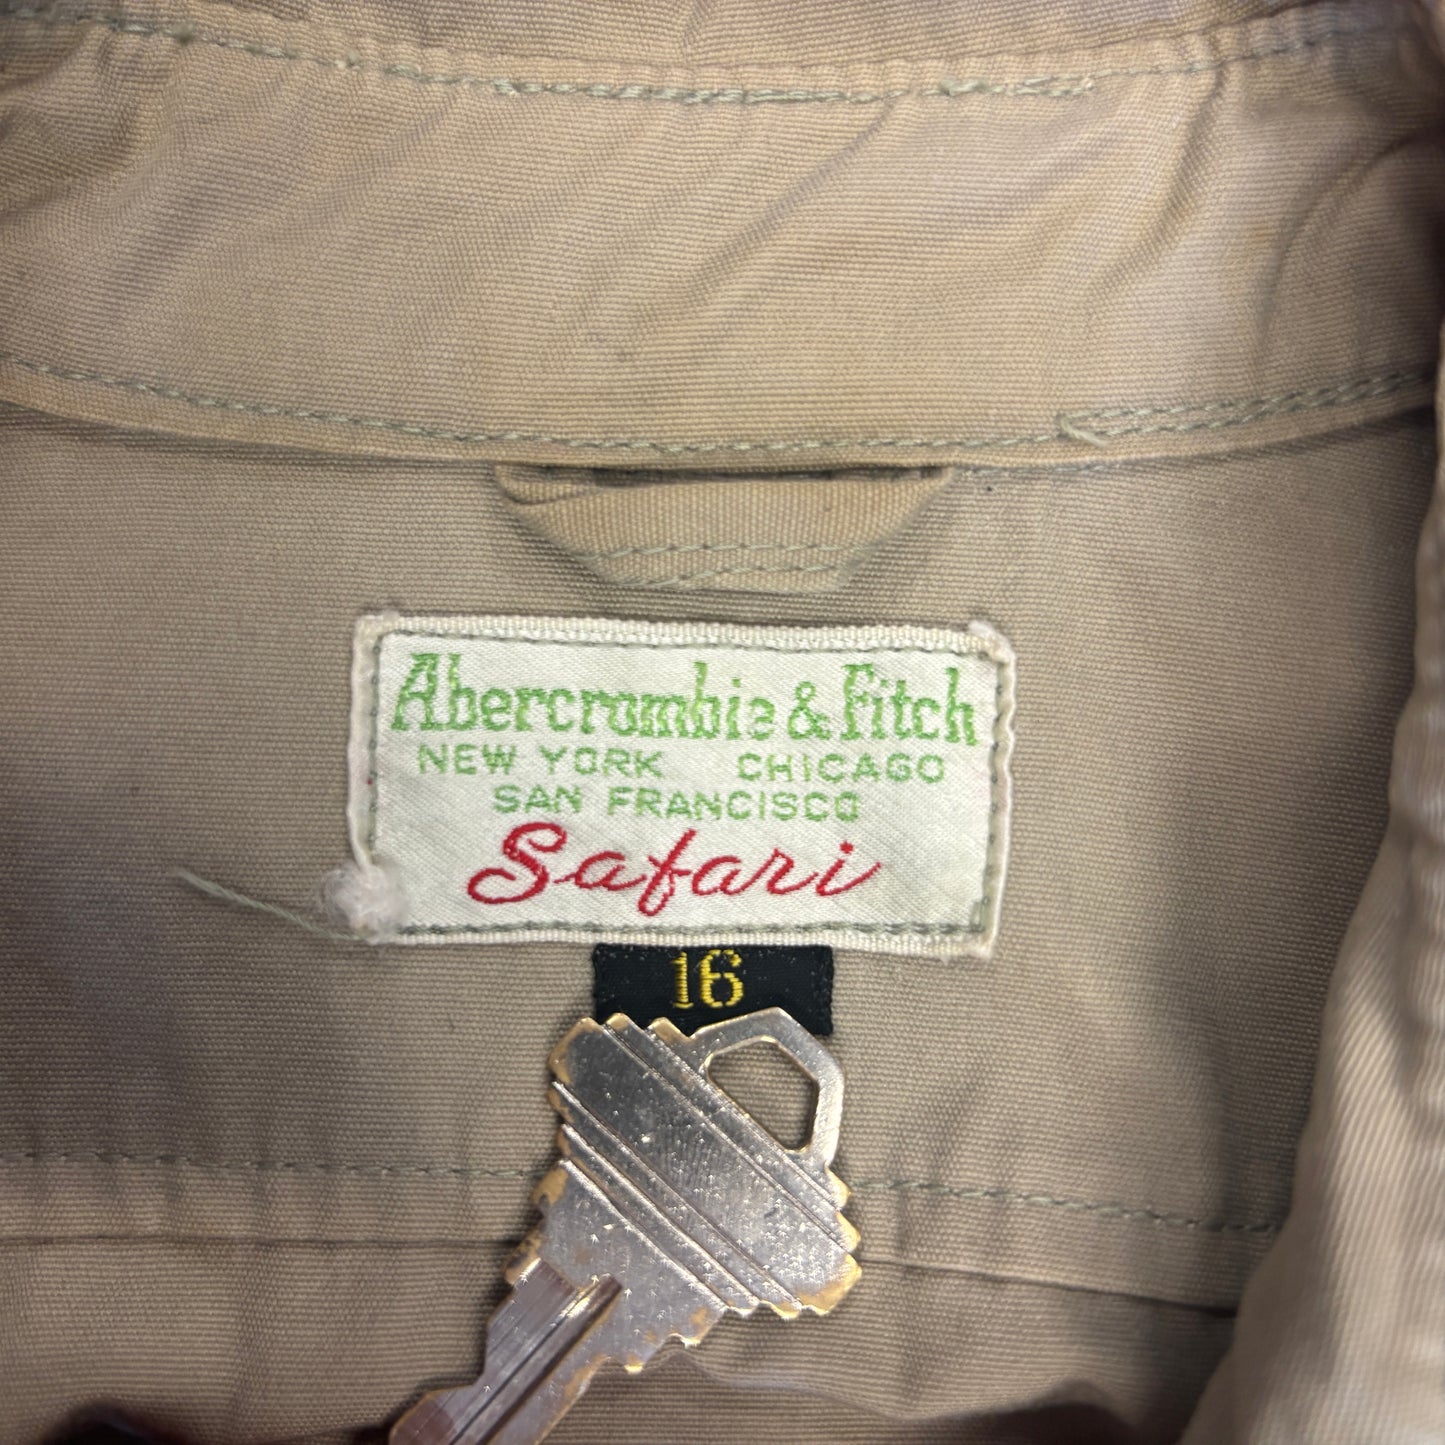 Abercrombie & Fitch
NEW YORK CHICAGO
SAN FRANCISCO
Safari
16